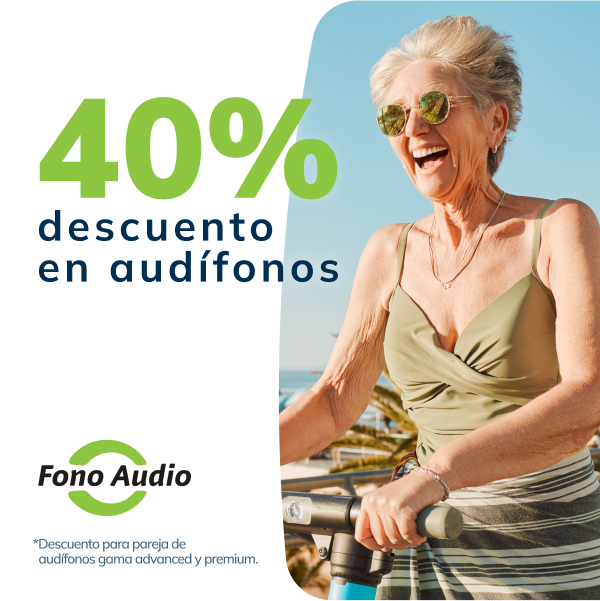 40%
descuento
en audífonos
Fono Audio
*Descuento para pareja de
audífonos gama advanced y premium.